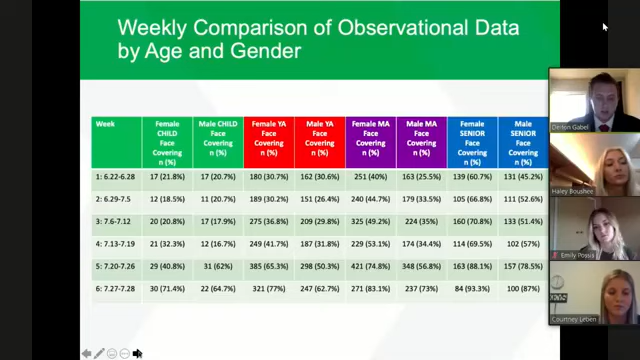 Weekly Comparison of Observational Data
by Age and Gender
Week
Female
CHILD
Face
Coverin
n (%)
Male CHILD
Face
Covering
n (%)
Female YA
Face
Covering
n (%)
Male YA
Face
Covering
n (%)
Female MA
Face
Covering
n (%)
Male MA
Face
Covering
n (%)
Female
SENIOR
Face
Covering
n (%)
Male
SENIOR
Face
Covering
n (%)
1: 6.22-6.28 17 (21.8%) 17 (20.7%) 180 (30.7%) 162 (30.6%) 251 (40%) 163 (25.5%) 139 (60.7%) 131 (45.2%)
2: 6.29-7.5 12 (18.5%) 11 (20.7%) 189 (30.2%) 151 (26.4%) 240 (44.7%) 179 (33.5%) 105 (66.8%) 111 (52.6%)
3: 7.6-7.12 20 (20.8%) 17 (17.9%) 275 (36.8%) 209 (29.8%) 325 (49.2%) 224 (35%) 160 (70.8%) 133 (51.4%)
4: 7.13-7.19 21 (32.3%) 12 (16.7%) 249 (41.7%) 187 (31.8%) 229 (53.1%) 174 (34.4%) 114 (69.5%) 102 (57%)
5: 7.20-7.26 29 (40.8%) 31 (62%) 385 (65.3%) 298 (50.3%) 421 (74.8%) 348 (56.8%) 163 (88.1%) 157 (78.5%)
6: 7.27-7.28 30 (71.4%) 22 (64.7%) 321 (77%) 247 (62.7%) 271 (83.1%) 237 (73%) 84 (93.3%) 100 (87%)
Derton Gabel
Haley Boushee
Emily Possis
Courtney Leben